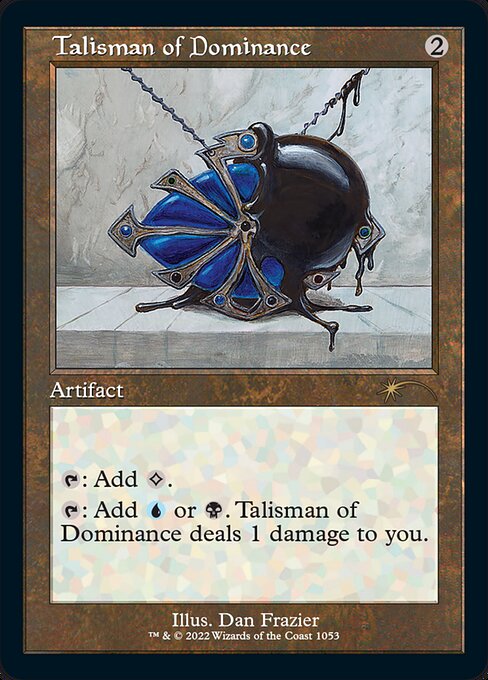 Talisman of Dominance 2
Artifact
: Add .
: Add or . Talisman of
Dominance deals 1 damage to you.
Illus. Dan Frazier
™ & © 2022 Wizards of the Coast 1053